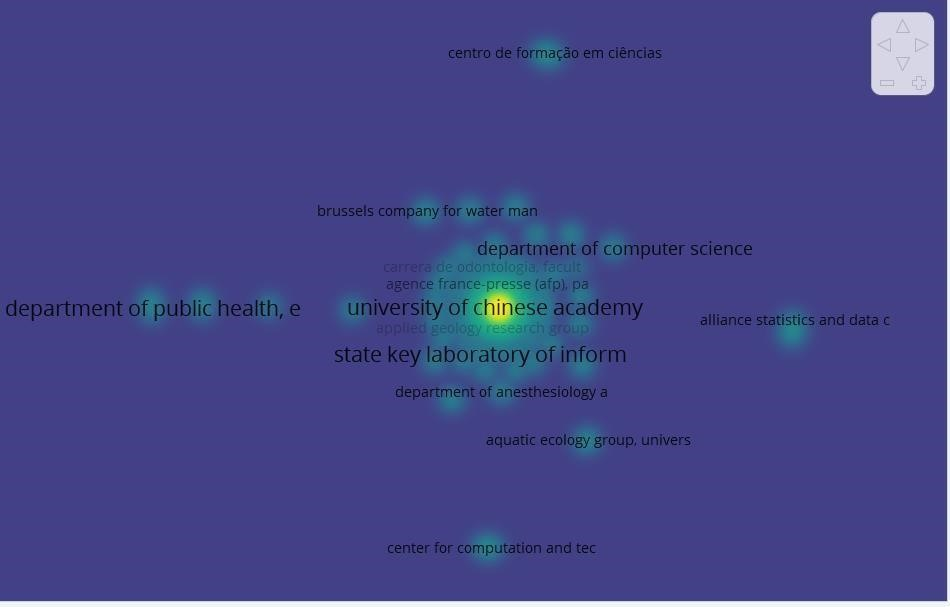 centro de formação em ciências
brussels company for water man
department of computer science
carrera de odontologia, facult
agence france-presse (afp), pa
department of public health, e
university of chinese academy
alliance statistics and data c
applied geology research group
state key laboratory of inform
department of anesthesiology a
aquatic ecology group, univers
center for computation and tec